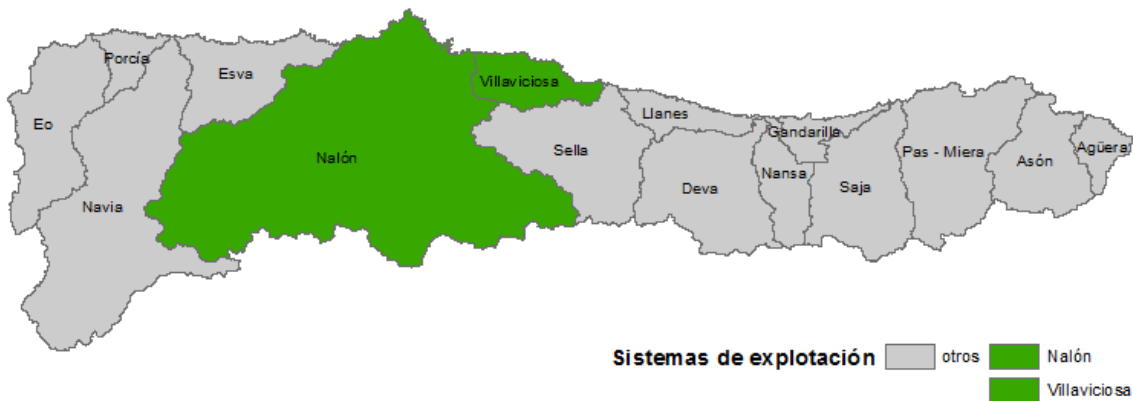 Porcía
Esva
Villaviciosa
Eo
Llanes
Gandarilla
Nalón
Sella
Pas - Miera
Asón
Agüera
Navia
Deva
Nansa
Saja
Sistemas de explotación otros Nalón
Villaviciosa